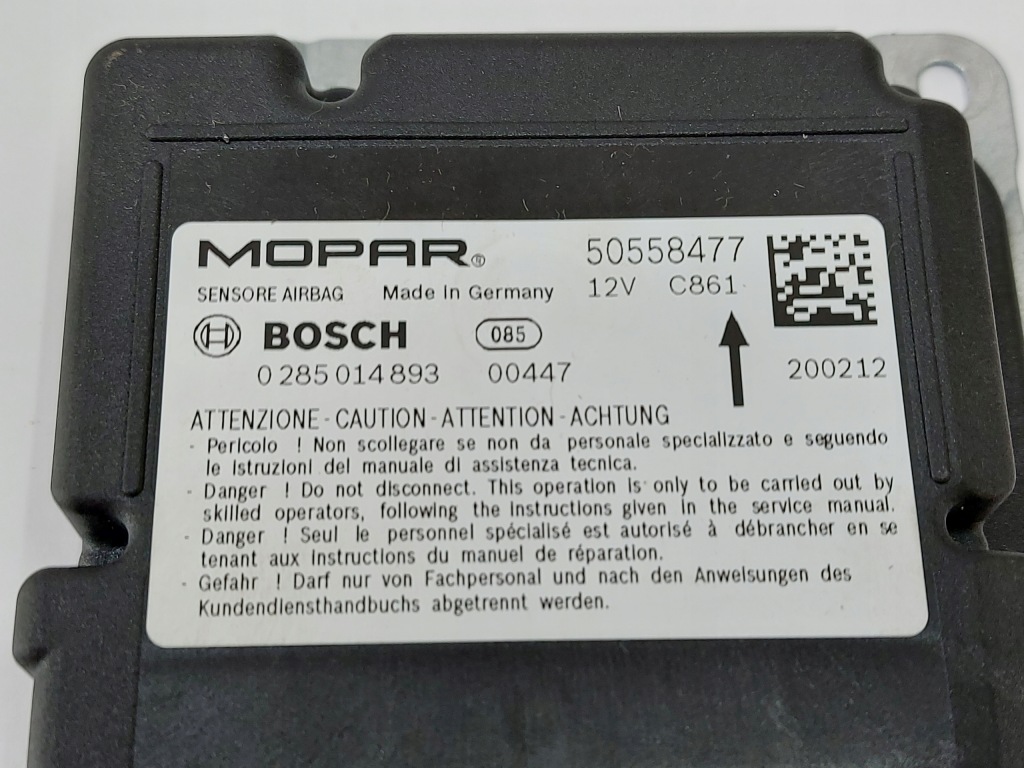 MOPAR® 50558477
SENSORE AIRBAG Made In Germany 12V C861
BOSCH 085
0 285 014 893 00447 200212
ATTENZIONE - CAUTION - ATTENTION - ACHTUNG
- Pericolo ! Non scollegare se non da personale specializzato e seguendo
le istruzioni del manuale di assistenza tecnica.
- Danger ! Do not disconnect. This operation is only to be carried out by
skilled operators, following the instructions given in the service manual.
- Danger ! Seul le personnel spécialisé est autorisé à débrancher en se
tenant aux instructions du manuel de réparation.
- Gefahr ! Darf nur von Fachpersonal und nach den Anweisungen des
Kundendiensthandbuchs abgetrennt werden.